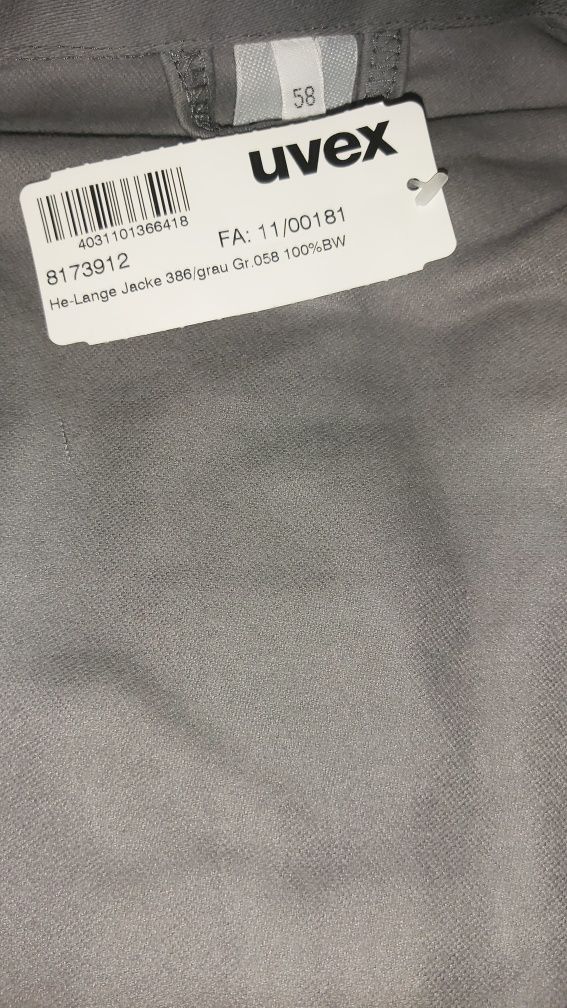 58
uvex
4031101366418
FA: 11/00181
8173912
He-Lange Jacke 386/grau Gr.058 100%BW